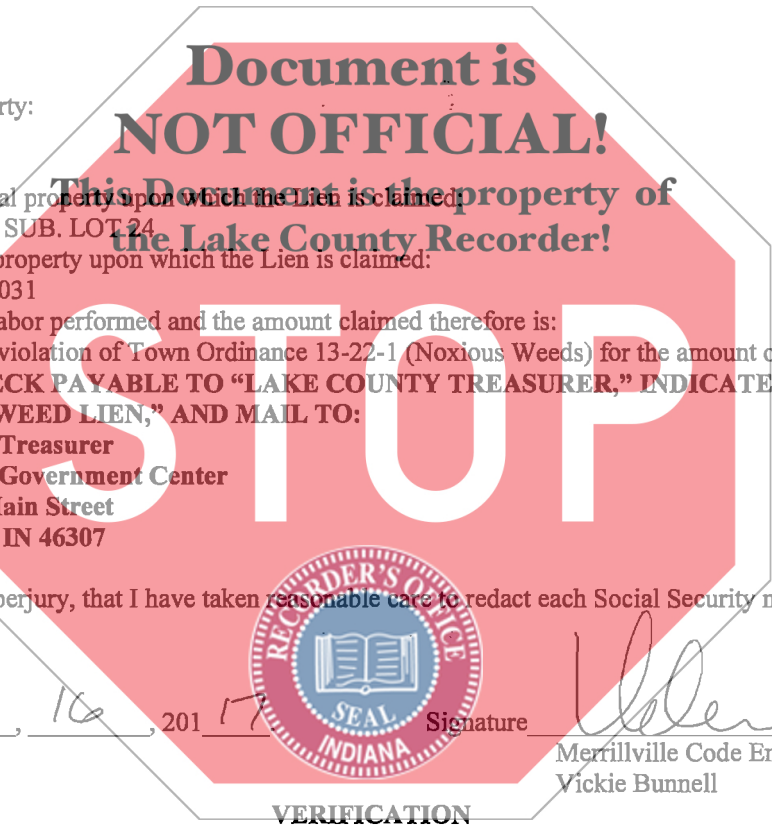 Document is
NOT OFFICIAL!
rty:
This Document is the property of
al property upon which the Lien is claimed:
the Lake County Recorder!
SUB. LOT 24
property upon which the Lien is claimed:
031
abor performed and the amount claimed therefore is:
violation of Town Ordinance 13-22-1 (Noxious Weeds) for the amount o
ECK PAYABLE TO “LAKE COUNTY TREASURER,” INDICATE
WEED LIEN,” AND MAIL TO:
Treasurer
Government Center
Main Street
IN 46307
STOP
perjury, that I have taken reasonable care to redact each Social Security n
RECORDER'S OFFICE
SEAL
INDIANA
, 16, 2017. Signature
Merrillville Code En
Vickie Bunnell
VERIFICATION